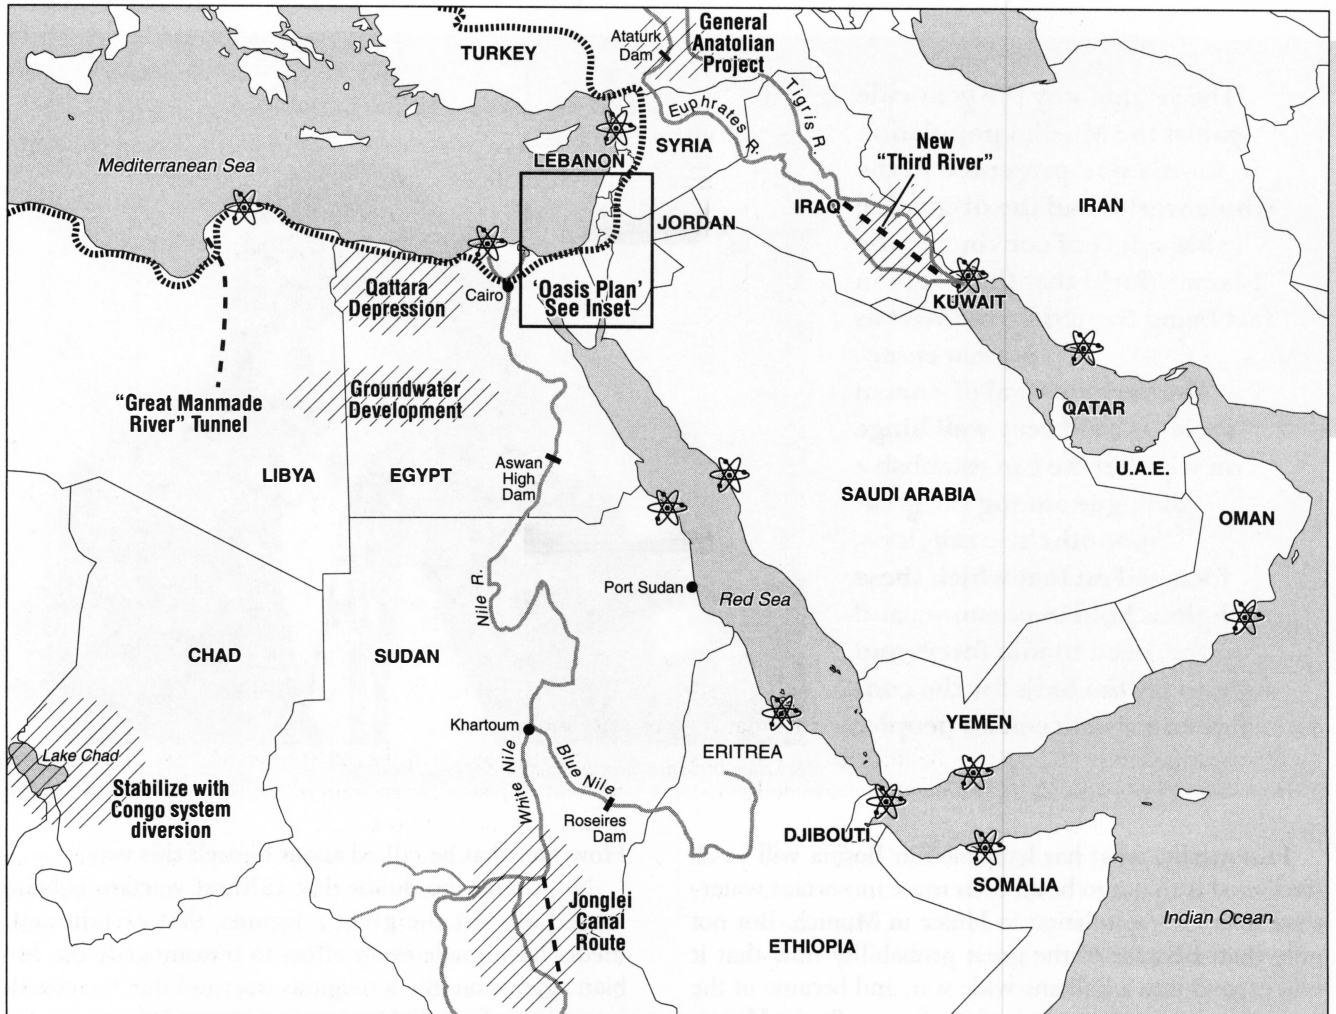 General
Anatolian
Project
Ataturk
Dam
TURKEY
Tigris R.
Euphrates R.
SYRIA
New
“Third River”
LEBANON
Mediterranean Sea
IRAQ
IRAN
JORDAN
Qattara
Depression
Cairo
‘Oasis Plan’
See Inset
KUWAIT
“Great Manmade
River” Tunnel
Groundwater
Development
QATAR
LIBYA
EGYPT
Aswan
High
Dam
U.A.E.
SAUDI ARABIA
OMAN
Nile R.
Port Sudan
Red Sea
CHAD
SUDAN
Khartoum
YEMEN
ERITREA
Lake Chad
White Nile
Blue Nile
Stabilize with
Congo system
diversion
Roseires
Dam
DJIBOUTI
SOMALIA
Jonglei
Canal
Route
ETHIOPIA
Indian Ocean